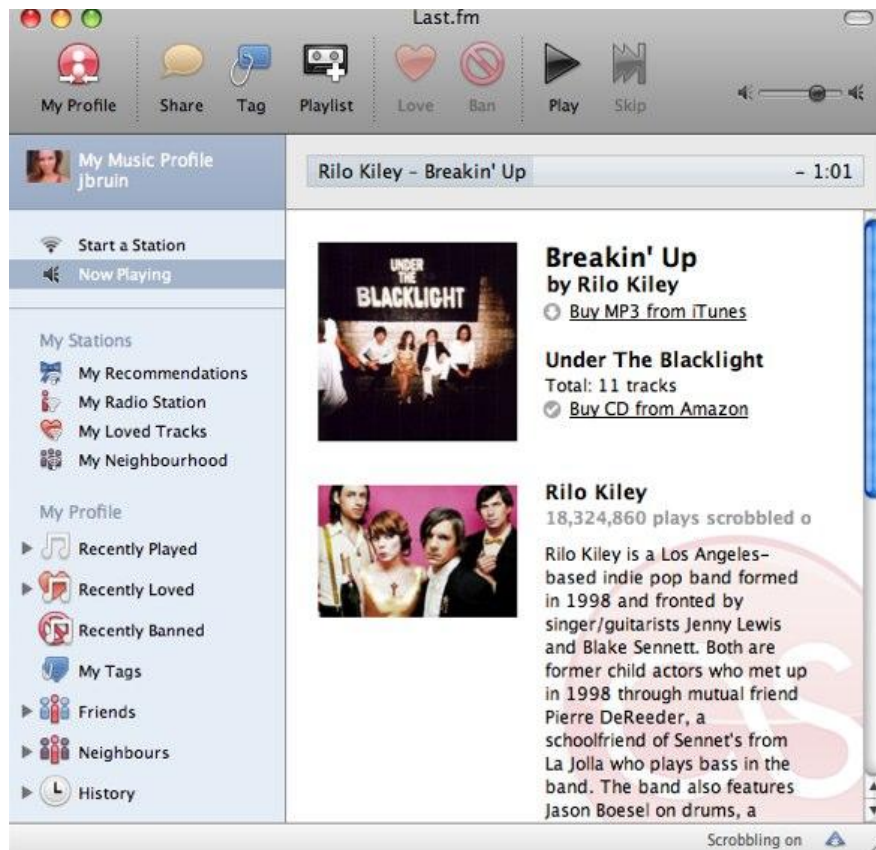 Last.fm
My Profile
Share
Tag
Playlist
Love
Ban
Play
Skip
My Music Profile
jbruin
Rilo Kiley – Breakin' Up
– 1:01
Start a Station
Now Playing
My Stations
My Recommendations
My Radio Station
My Loved Tracks
My Neighbourhood
My Profile
Recently Played
Recently Loved
Recently Banned
My Tags
Friends
Neighbours
History
UNDER
THE
BLACKLIGHT
Breakin' Up
by Rilo Kiley
Buy MP3 from iTunes
Under The Blacklight
Total: 11 tracks
Buy CD from Amazon
Rilo Kiley
18,324,860 plays scrobbled o
Rilo Kiley is a Los Angeles-
based indie pop band formed
in 1998 and fronted by
singer/guitarists Jenny Lewis
and Blake Sennett. Both are
former child actors who met up
in 1998 through mutual friend
Pierre DeReeder, a
schoolfriend of Sennet's from
La Jolla who plays bass in the
band. The band also features
Jason Boesel on drums, a
Scrobbling on